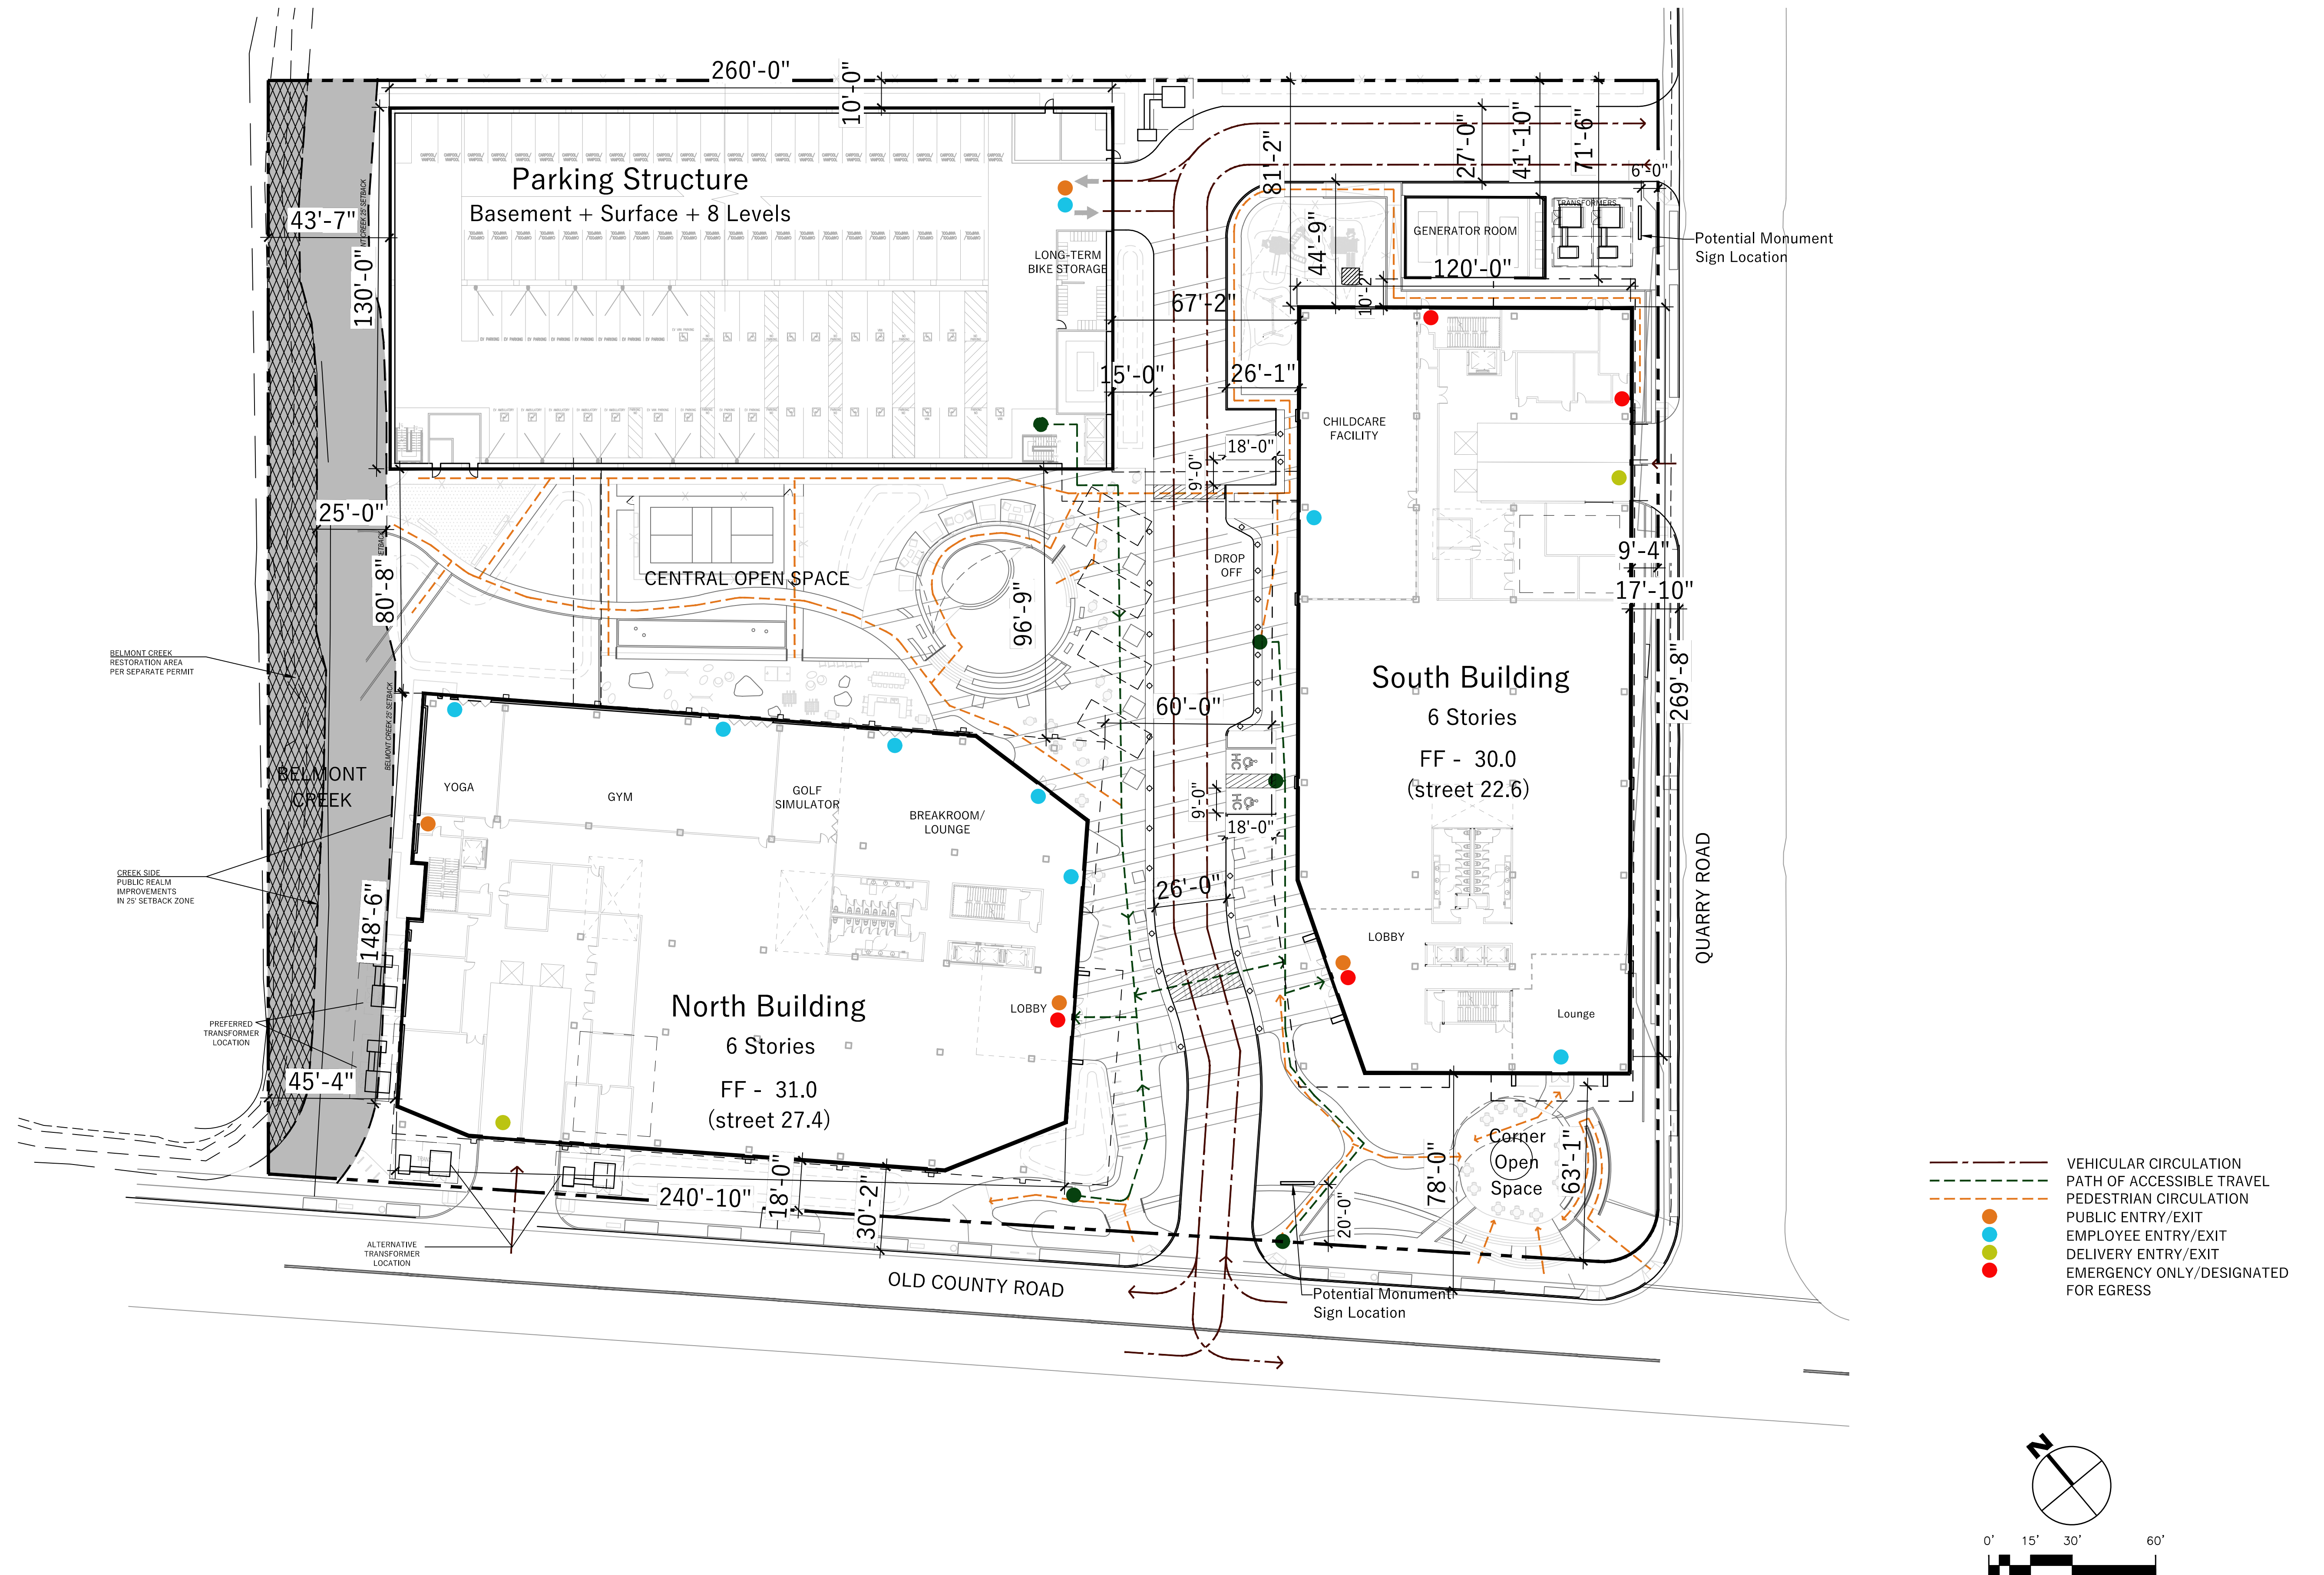 260'-0"
10'-0"
81'-2"
27'-0"
41'-10"
71'-6"
6'-0"
Parking Structure
Basement + Surface + 8 Levels
43'-7"
130'-0"
LONG-TERM
BIKE STORAGE
44'-9"
GENERATOR ROOM
TRANSFORMERS
Potential Monument
Sign Location
120'-0"
10'-2"
67'-2"
15'-0"
26'-1"
CHILDCARE
FACILITY
18'-0"
9'-0"
25'-0"
80'-8"
CENTRAL OPEN SPACE
96'-9"
DROP
OFF
9'-4"
17'-10"
269'-8"
BELMONT CREEK
RESTORATION AREA
PER SEPARATE PERMIT
BELMONT CREEK 25' SETBACK
60'-0"
South Building
6 Stories
FF - 30.0
(street 22.6)
BELMONT
CREEK
YOGA
GYM
GOLF
SIMULATOR
BREAKROOM/
LOUNGE
HC
HC
9'-0"
18'-0"
CREEK SIDE
PUBLIC REALM
IMPROVEMENTS
IN 25' SETBACK ZONE
148'-6"
26'-0"
LOBBY
QUARRY ROAD
North Building
6 Stories
FF - 31.0
(street 27.4)
LOBBY
Lounge
PREFERRED
TRANSFORMER
LOCATION
45'-4"
240'-10"
18'-0"
30'-2"
78'-0"
63'-1"
20'-0"
Corner
Open
Space
ALTERNATIVE
TRANSFORMER
LOCATION
OLD COUNTY ROAD
Potential Monument
Sign Location
VEHICULAR CIRCULATION
PATH OF ACCESSIBLE TRAVEL
PEDESTRIAN CIRCULATION
PUBLIC ENTRY/EXIT
EMPLOYEE ENTRY/EXIT
DELIVERY ENTRY/EXIT
EMERGENCY ONLY/DESIGNATED
FOR EGRESS
N
0' 15' 30' 60'